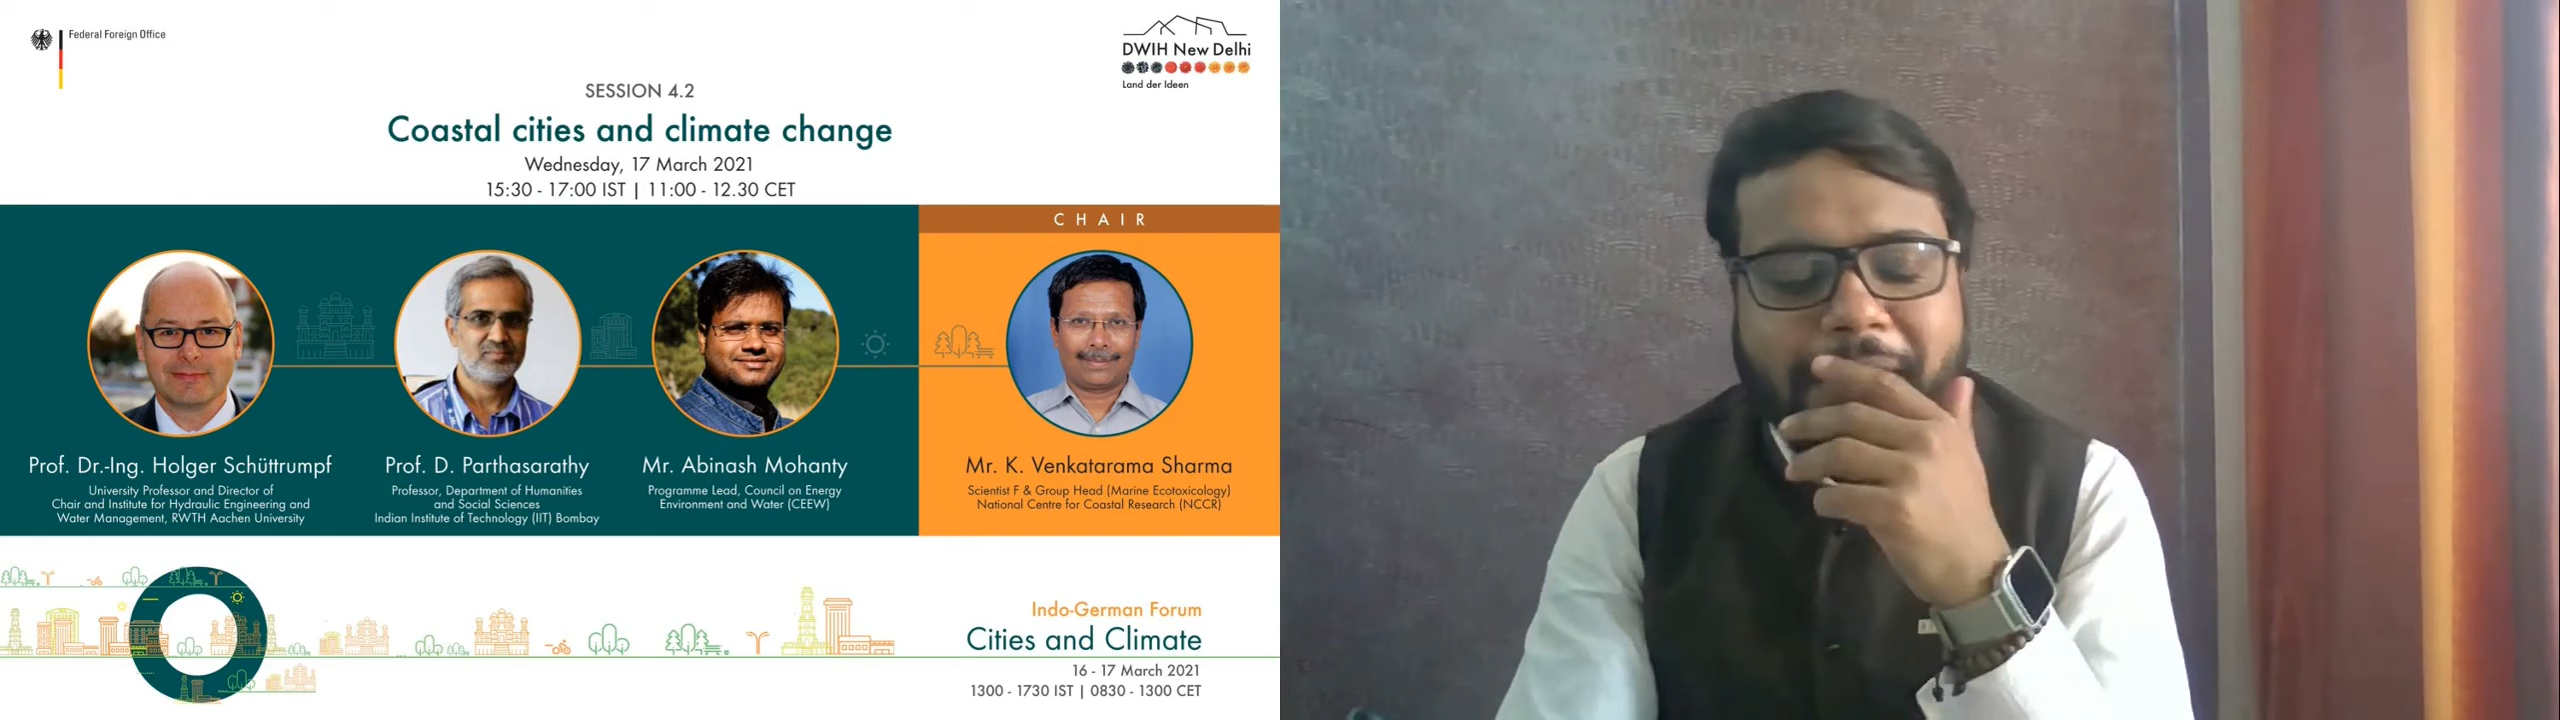 Federal Foreign Office
DWIH New Delhi
Land der Ideen
SESSION 4.2
Coastal cities and climate change
Wednesday, 17 March 2021
15:30 - 17:00 IST | 11:00 - 12.30 CET
CHAIR
Prof. Dr.-Ing. Holger Schüttrumpf
University Professor and Director of
Chair and Institute for Hydraulic Engineering and
Water Management, RWTH Aachen University
Prof. D. Parthasarathy
Professor, Department of Humanities
and Social Sciences
Indian Institute of Technology (IIT) Bombay
Mr. Abinash Mohanty
Programme Lead, Council on Energy
Environment and Water (CEEW)
Mr. K. Venkatarama Sharma
Scientist F & Group Head (Marine Ecotoxicology)
National Centre for Coastal Research (NCCR)
Indo-German Forum
Cities and Climate
16 - 17 March 2021
1300 - 1730 IST | 0830 - 1300 CET